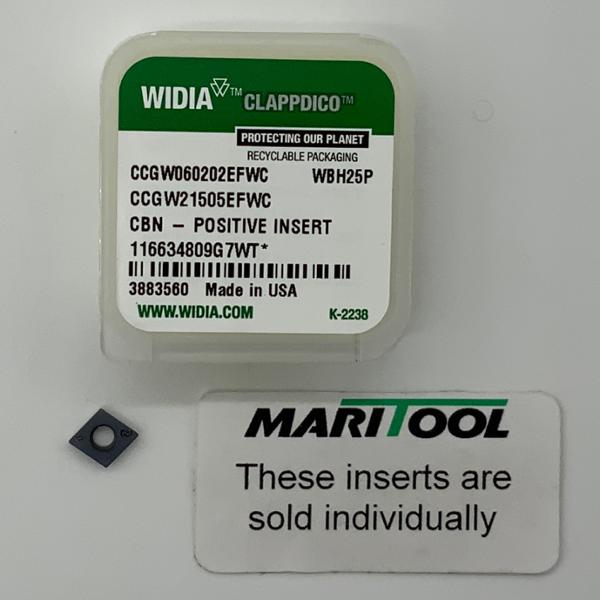 WIDIA™ CLAPPDICO™
PROTECTING OUR PLANET
RECYCLABLE PACKAGING
CCGW060202EFWC WBH25P
CCGW21505EFWC
CBN – POSITIVE INSERT
116634809G7WT*
3883560 Made in USA
WWW.WIDIA.COM K-2238
MARITOOL
These inserts are
sold individually